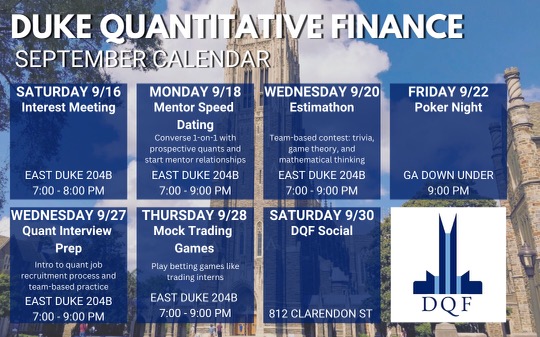 DUKE QUANTITATIVE FINANCE
SEPTEMBER CALENDAR
SATURDAY 9/16
Interest Meeting
EAST DUKE 204B
7:00 - 8:00 PM
MONDAY 9/18
Mentor Speed
Dating
Converse 1-on-1 with
prospective quants and
start mentor relationships
EAST DUKE 204B
7:00 - 9:00 PM
WEDNESDAY 9/20
Estimathon
Team-based contest: trivia,
game theory, and
mathematical thinking
EAST DUKE 204B
7:00 - 9:00 PM
FRIDAY 9/22
Poker Night
GA DOWN UNDER
9:00 PM
WEDNESDAY 9/27
Quant Interview
Prep
Intro to quant job
recruitment process and
team-based practice
EAST DUKE 204B
7:00 - 9:00 PM
THURSDAY 9/28
Mock Trading
Games
Play betting games like
trading interns
EAST DUKE 204B
7:00 - 9:00 PM
SATURDAY 9/30
DQF Social
812 CLARENDON ST
DQF